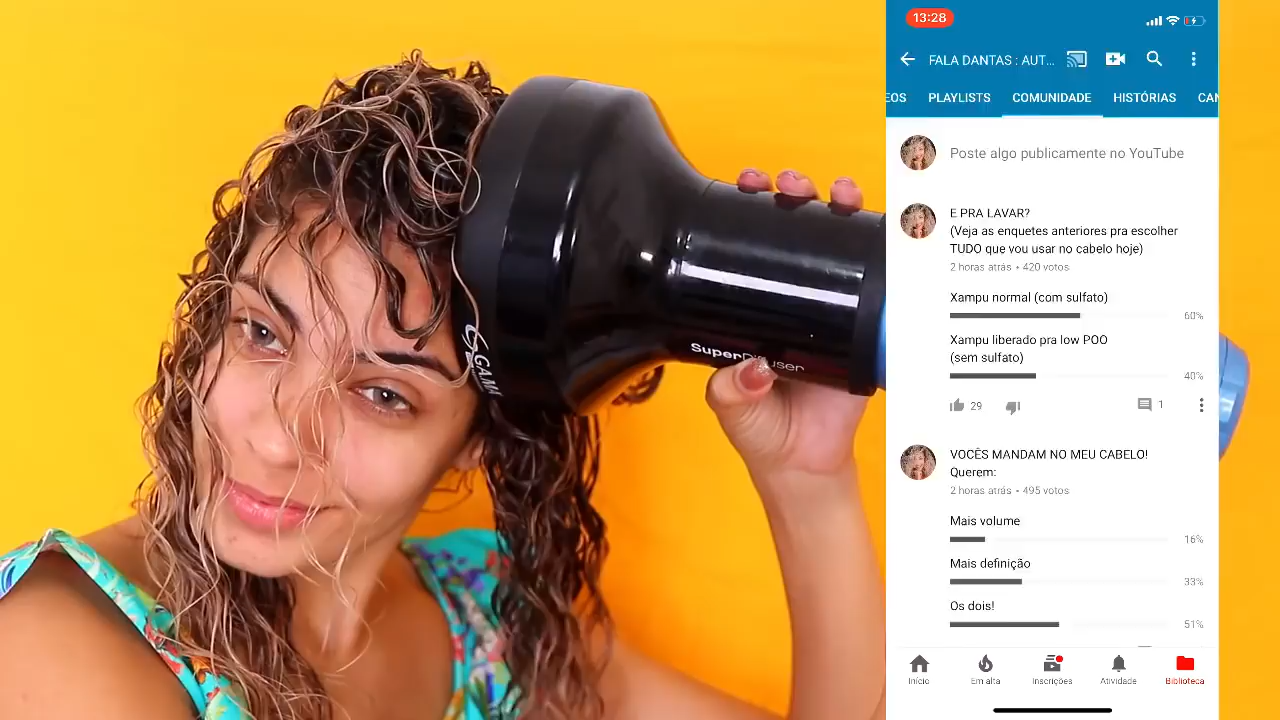 GAMA
SuperDiffuser
13:28
FALA DANTAS : AUT...
EOS PLAYLISTS COMUNIDADE HISTÓRIAS CAN
Poste algo publicamente no YouTube
E PRA LAVAR?
(Veja as enquetes anteriores pra escolher
TUDO que vou usar no cabelo hoje)
2 horas atrás • 420 votos
Xampu normal (com sulfato)
60%
Xampu liberado pra low POO
(sem sulfato)
40%
29 1
VOCÊS MANDAM NO MEU CABELO!
Querem:
2 horas atrás • 495 votos
Mais volume
16%
Mais definição
33%
Os dois!
51%
Início Em alta Inscrições Atividade Biblioteca